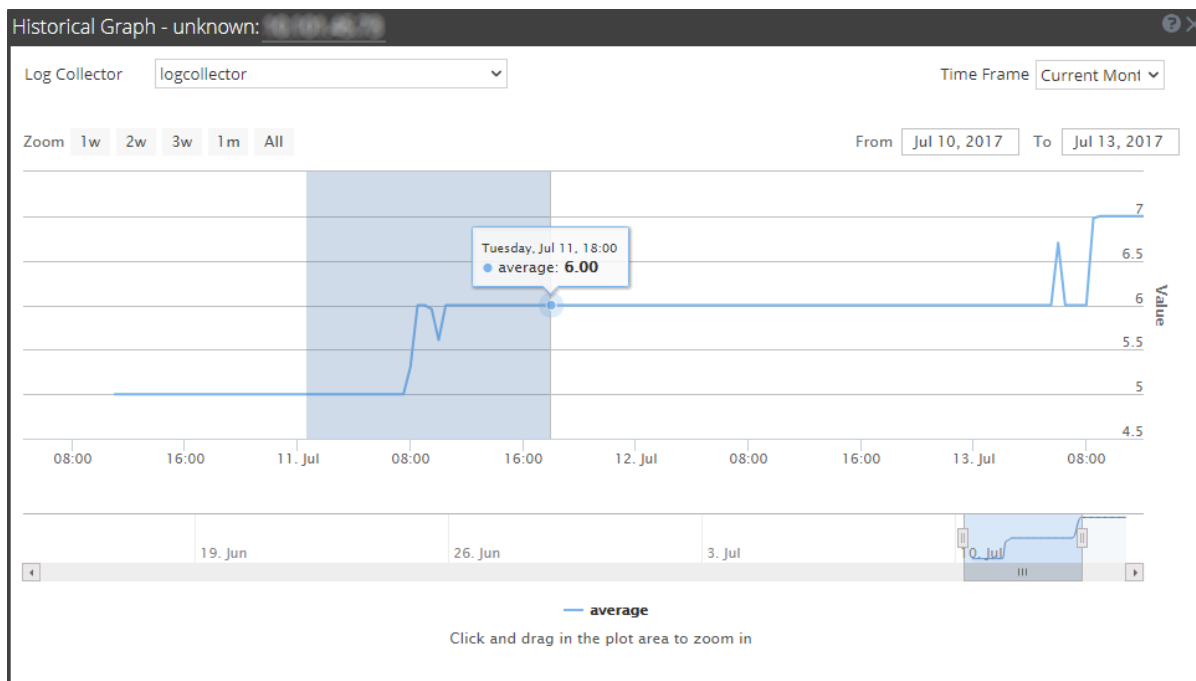 Historical Graph - unknown:
Log Collector logcollector Time Frame Current Mont
Zoom 1w 2w 3w 1m All From Jul 10, 2017 To Jul 13, 2017
7
Tuesday, Jul 11, 18:00
average: 6.00
6.5
6
Value
5.5
5
4.5
08:00 16:00 11. Jul 08:00 16:00 12. Jul 08:00 16:00 13. Jul 08:00
19. Jun 26. Jun 3. Jul 10. Jul
average
Click and drag in the plot area to zoom in